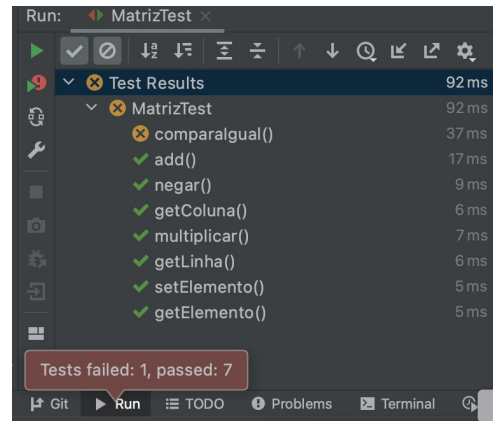 Run: MatrizTest
Test Results 92 ms
MatrizTest 92 ms
comparaIgual() 37 ms
add() 17 ms
negar() 9 ms
getColuna() 6 ms
multiplicar() 7 ms
getLinha() 6 ms
setElemento() 5 ms
getElemento() 5 ms
Tests failed: 1, passed: 7
Git Run TODO Problems Terminal